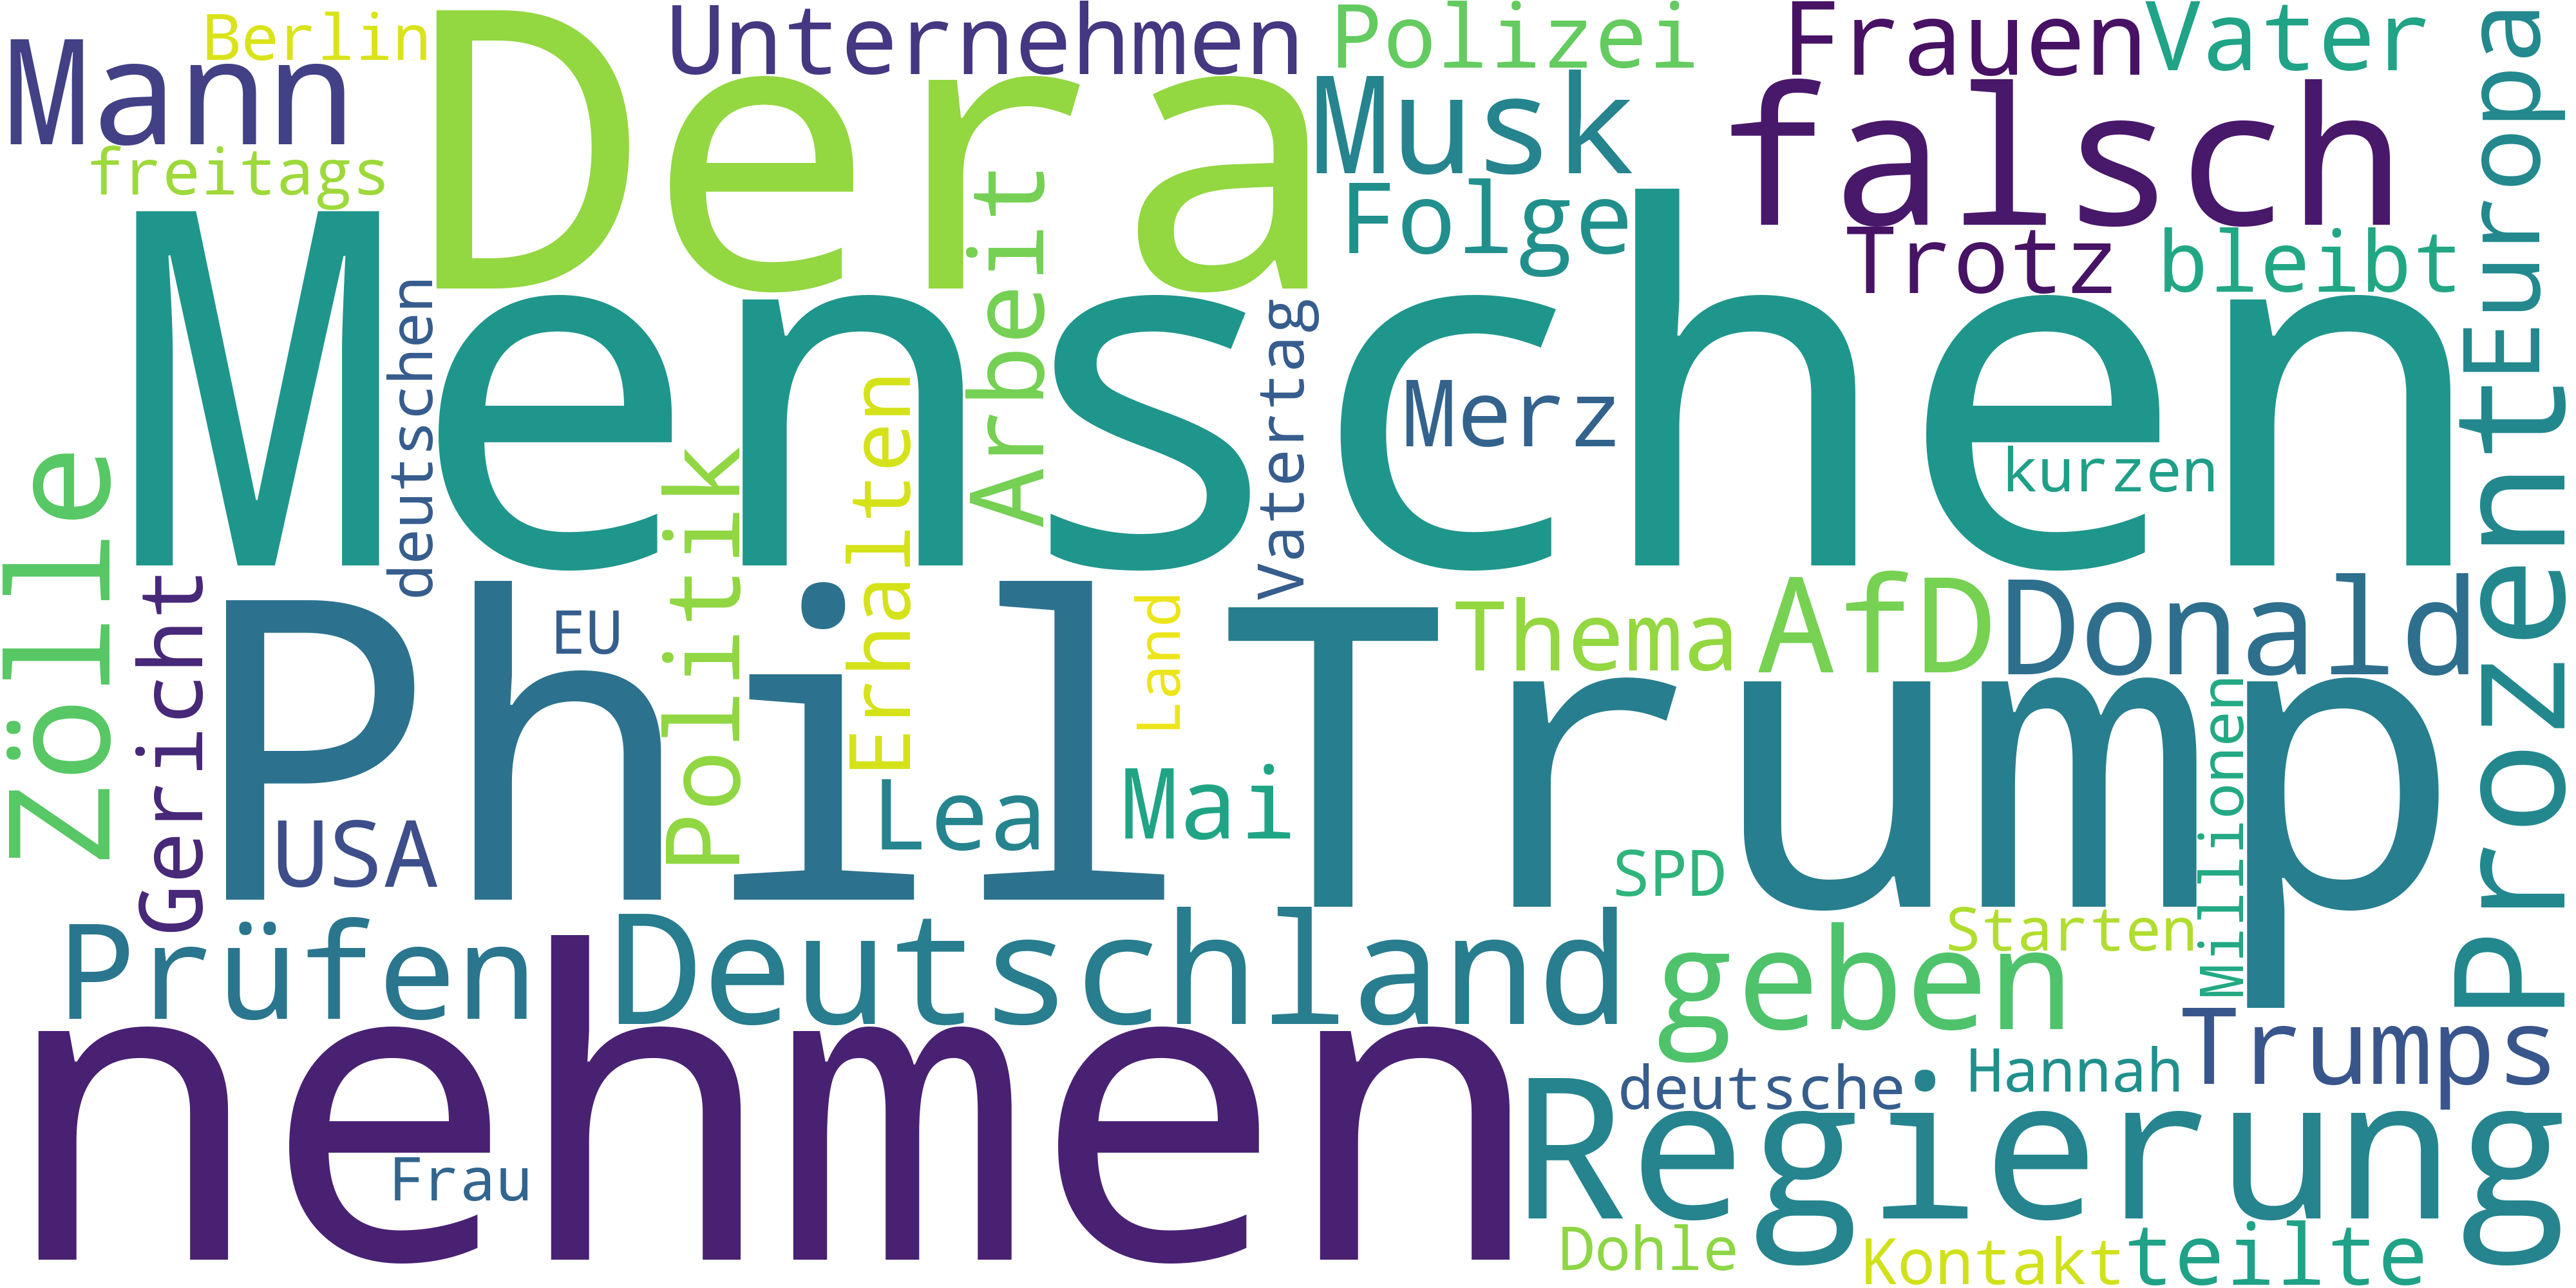 Berlin
Mann
freitags
Dera
Unternehmen
Polizei
Frauen
Vater
Musk
falsch
Folge
Trotz
bleibt
Europa
Menschen
Arbeit
deutschen
Vatertag
Merz
kurzen
Zölle
Politik
Erhalten
Prozent
Gericht
Phil
EU
Land
Trump
Thema
AfD
Donald
USA
Lea
Mai
SPD
Millionen
Prüfen
Deutschland
geben
Starten
Trumps
nehmen
Frau
Regierung
deutsche
Hannah
Dohle
Kontakt
teilte